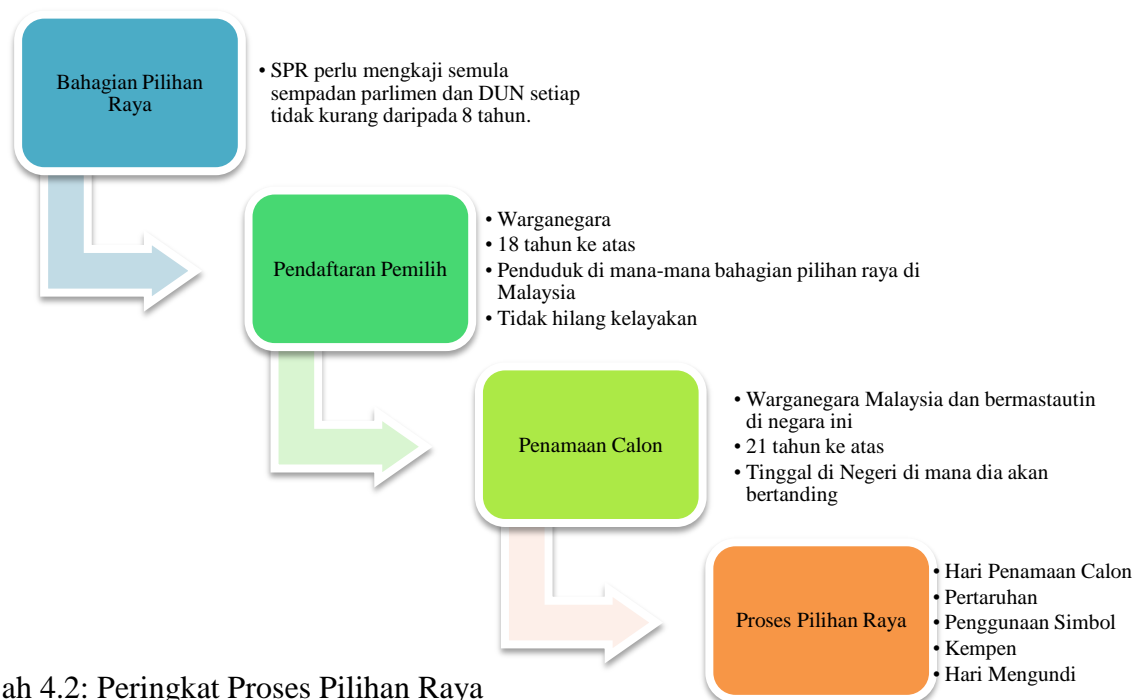 Bahagian Pilihan
Raya
• SPR perlu mengkaji semula
sempadan parlimen dan DUN setiap
tidak kurang daripada 8 tahun.
Pendaftaran Pemilih
• Warganegara
• 18 tahun ke atas
• Penduduk di mana-mana bahagian pilihan raya di
Malaysia
• Tidak hilang kelayakan
Penamaan Calon
• Warganegara Malaysia dan bermastautin
di negara ini
• 21 tahun ke atas
• Tinggal di Negeri di mana dia akan
bertanding
Proses Pilihan Raya
• Hari Penamaan Calon
• Pertaruhan
• Penggunaan Simbol
• Kempen
• Hari Mengundi
ah 4.2: Peringkat Proses Pilihan Raya